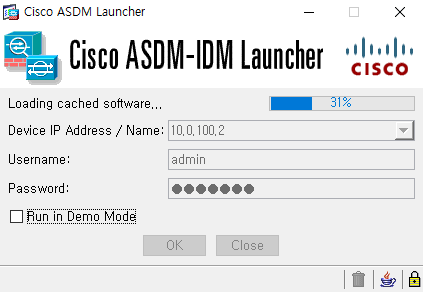 Cisco ASDM Launcher
Cisco ASDM-IDM Launcher
CISCO
Loading cached software...
31%
Device IP Address / Name:
10.0.100.2
Username:
admin
Password:
●●●●●●●
Run in Demo Mode
OK
Close